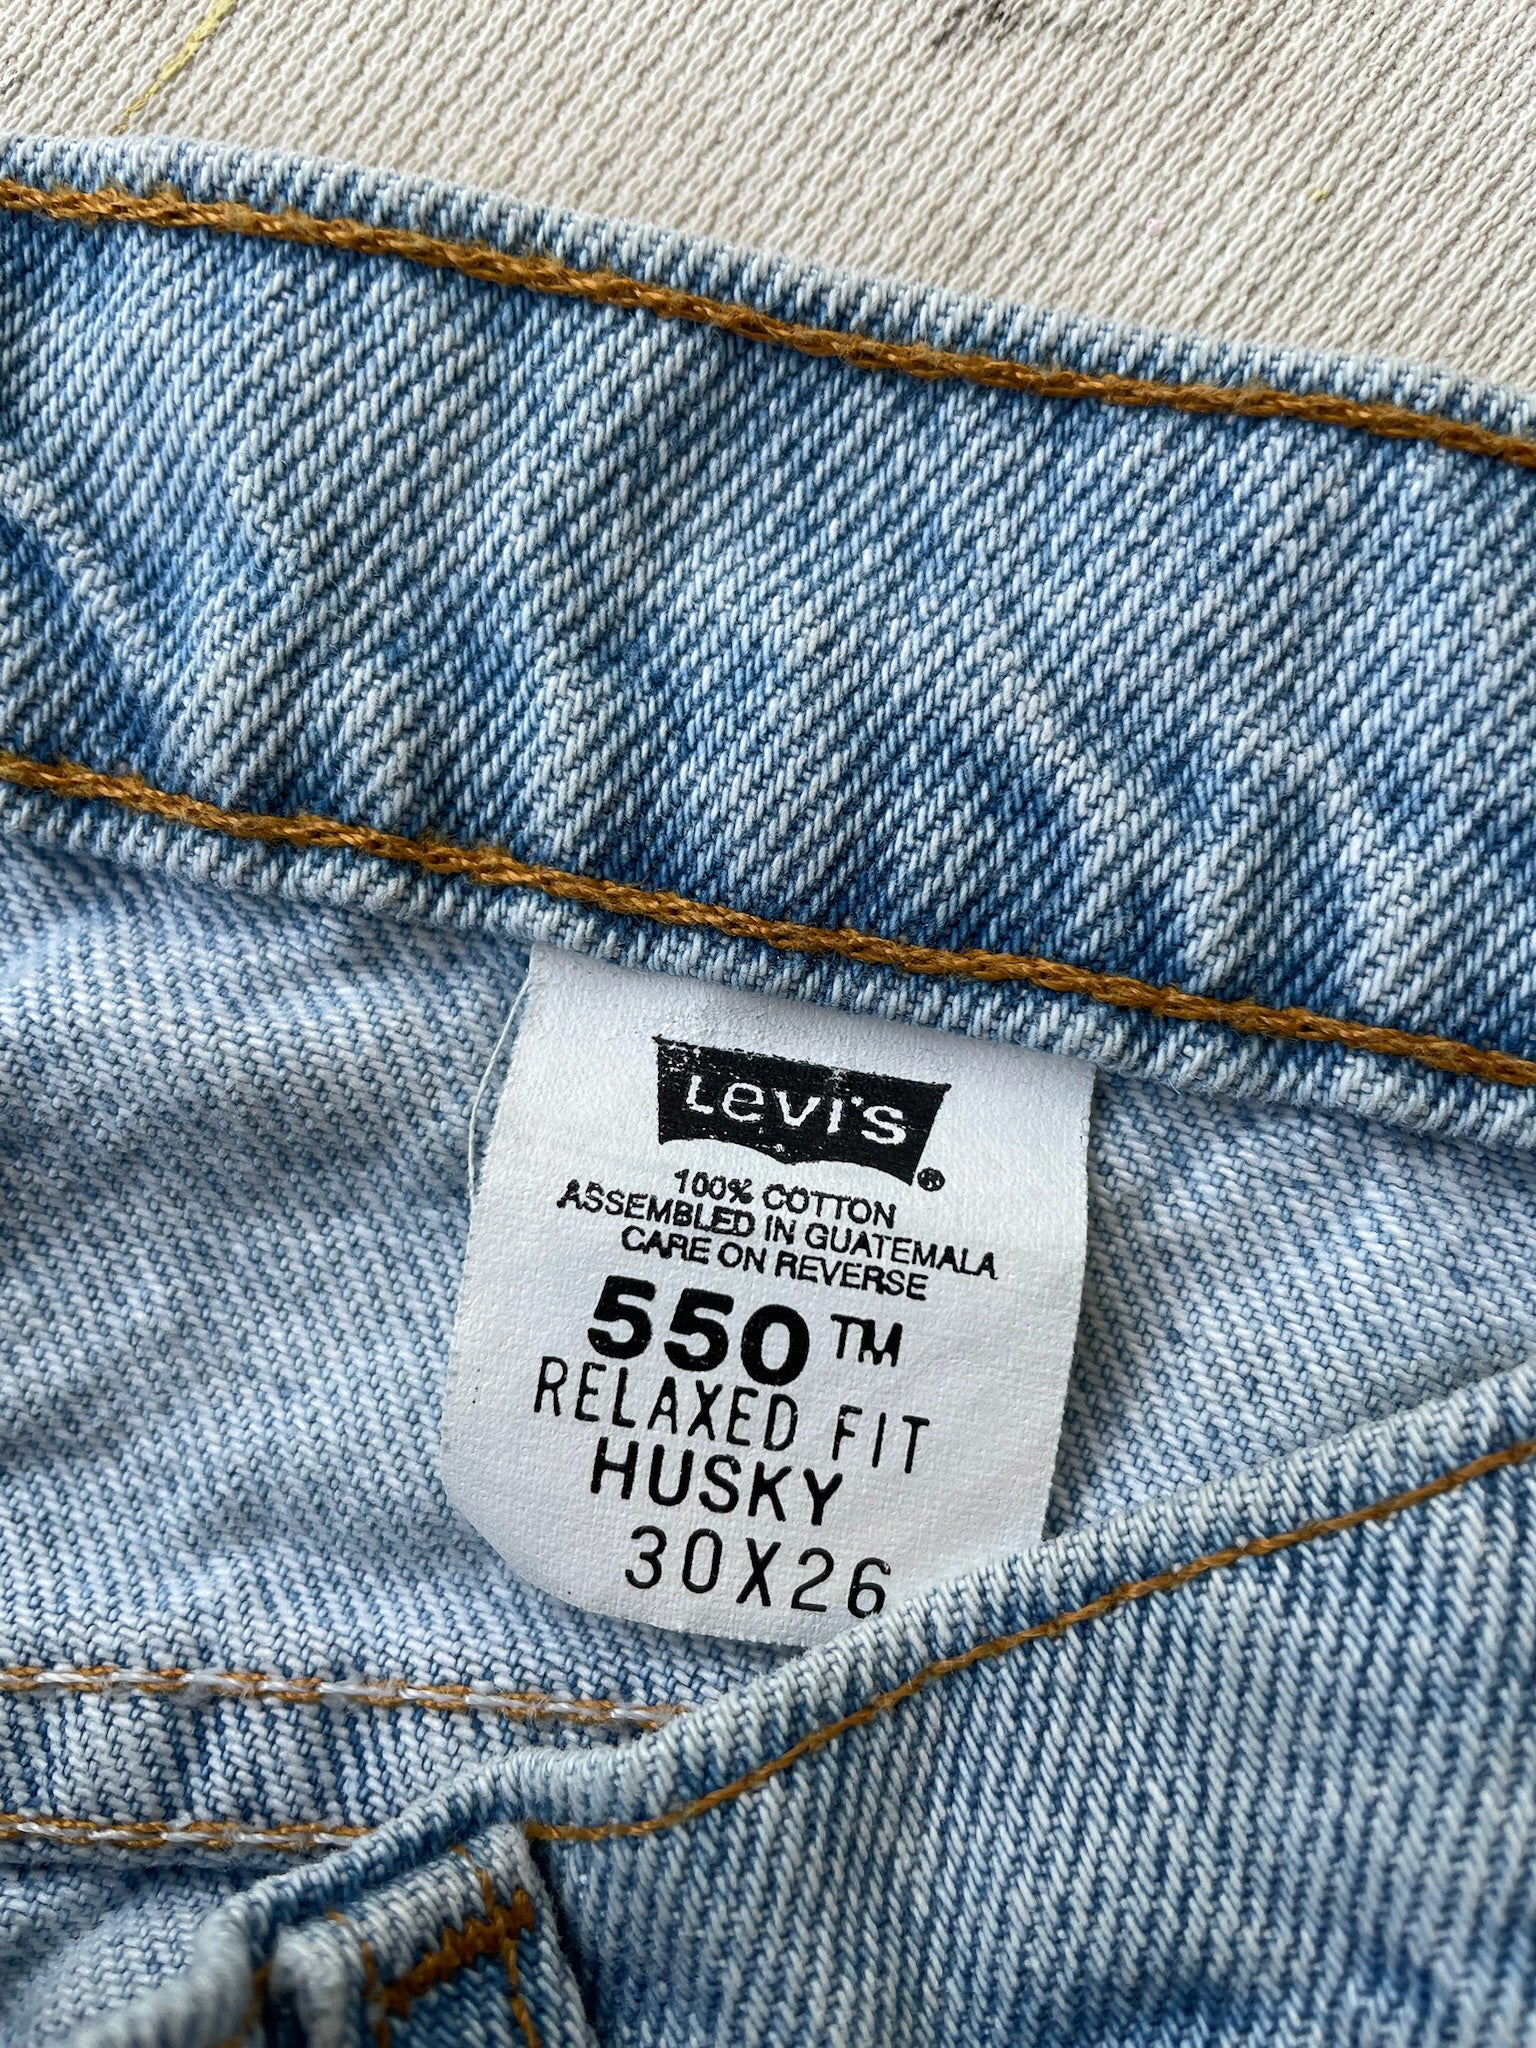 Levi's ®
100% COTTON
ASSEMBLED IN GUATEMALA
CARE ON REVERSE
550™
RELAXED FIT
HUSKY
30X26